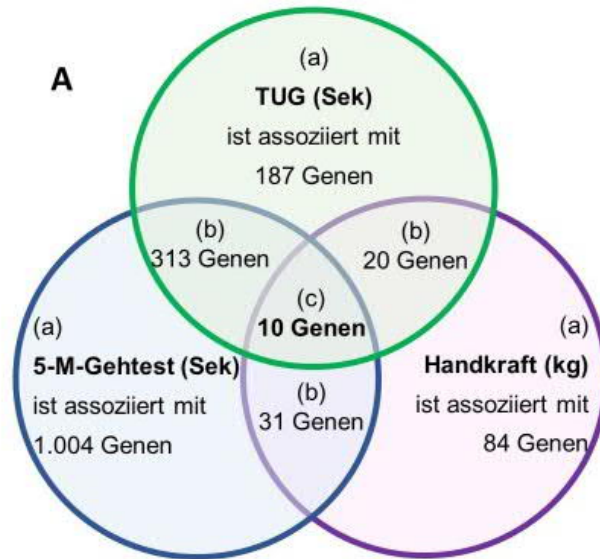 A
(a)
TUG (Sek)
ist assoziiert mit
187 Genen
(b)
313 Genen
(b)
20 Genen
(c)
10 Genen
(a)
5-M-Gehtest (Sek)
ist assoziiert mit
1.004 Genen
(b)
31 Genen
(a)
Handkraft (kg)
ist assoziiert mit
84 Genen